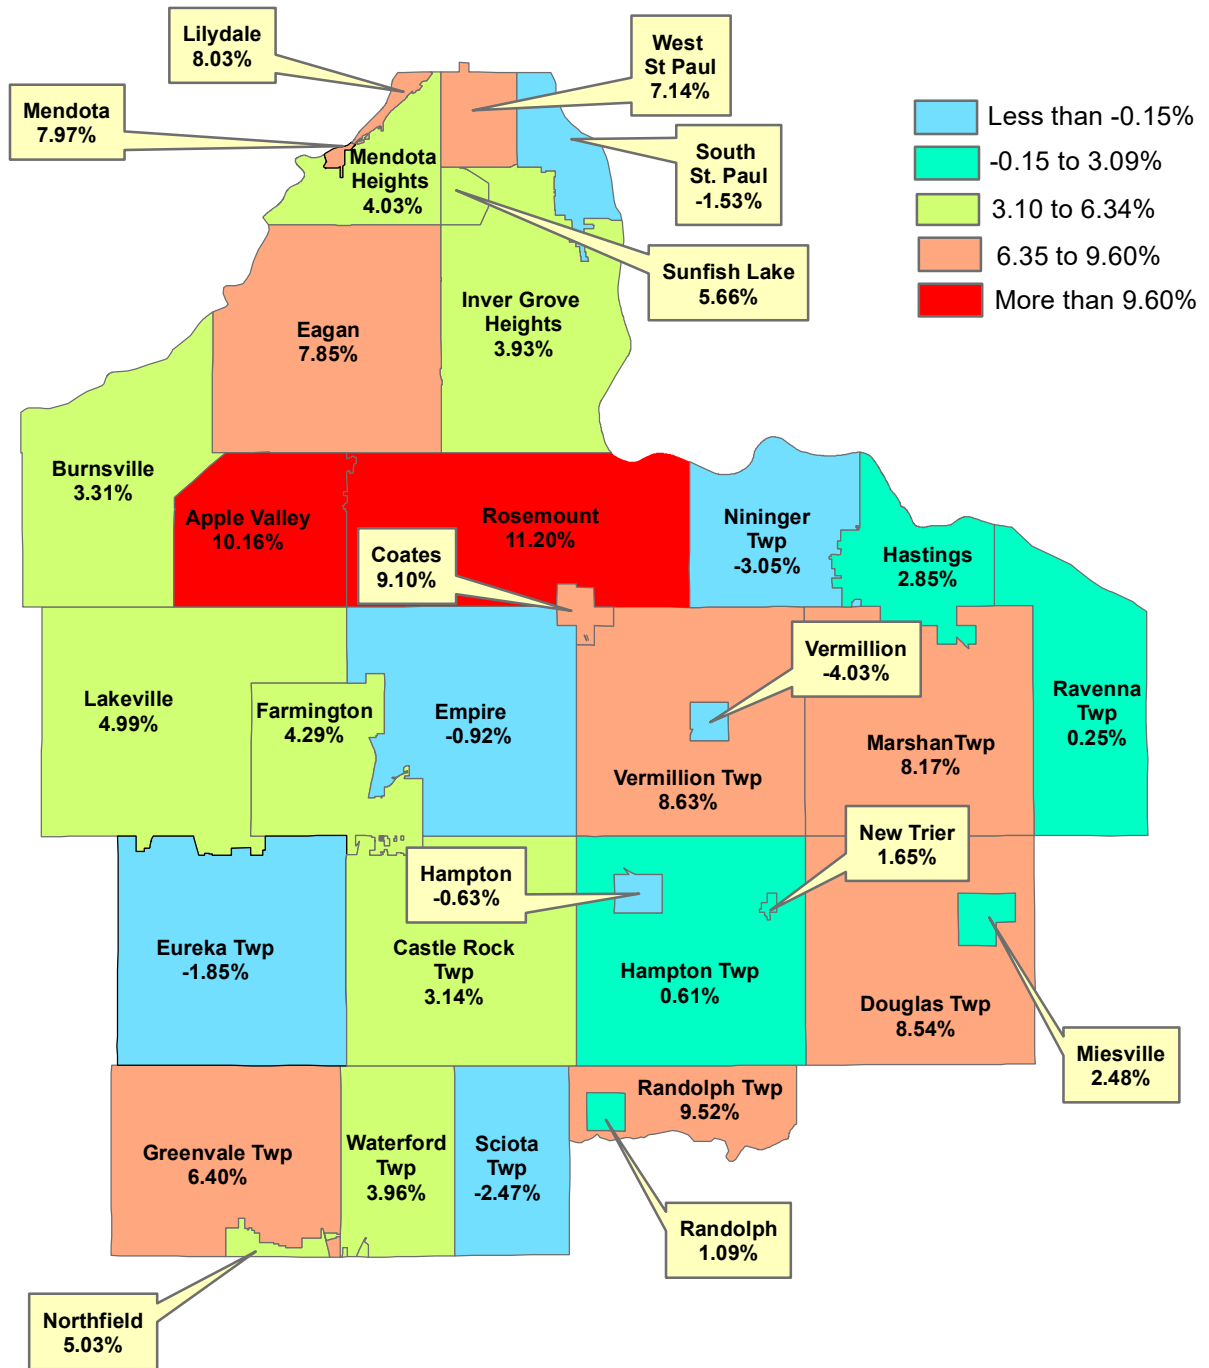 Lilydale
8.03%
West
St Paul
7.14%
Mendota
7.97%
Mendota
Heights
4.03%
South
St. Paul
-1.53%
Less than -0.15%
-0.15 to 3.09%
3.10 to 6.34%
6.35 to 9.60%
More than 9.60%
Sunfish Lake
5.66%
Eagan
7.85%
Inver Grove
Heights
3.93%
Burnsville
3.31%
Apple Valley
10.16%
Rosemount
11.20%
Coates
9.10%
Nininger
Twp
-3.05%
Hastings
2.85%
Lakeville
4.99%
Farmington
4.29%
Empire
-0.92%
Vermillion
-4.03%
Vermillion Twp
8.63%
MarshanTwp
8.17%
Ravenna
Twp
0.25%
New Trier
1.65%
Hampton
-0.63%
Eureka Twp
-1.85%
Castle Rock
Twp
3.14%
Hampton Twp
0.61%
Douglas Twp
8.54%
Miesville
2.48%
Greenvale Twp
6.40%
Waterford
Twp
3.96%
Sciota
Twp
-2.47%
Randolph Twp
9.52%
Randolph
1.09%
Northfield
5.03%